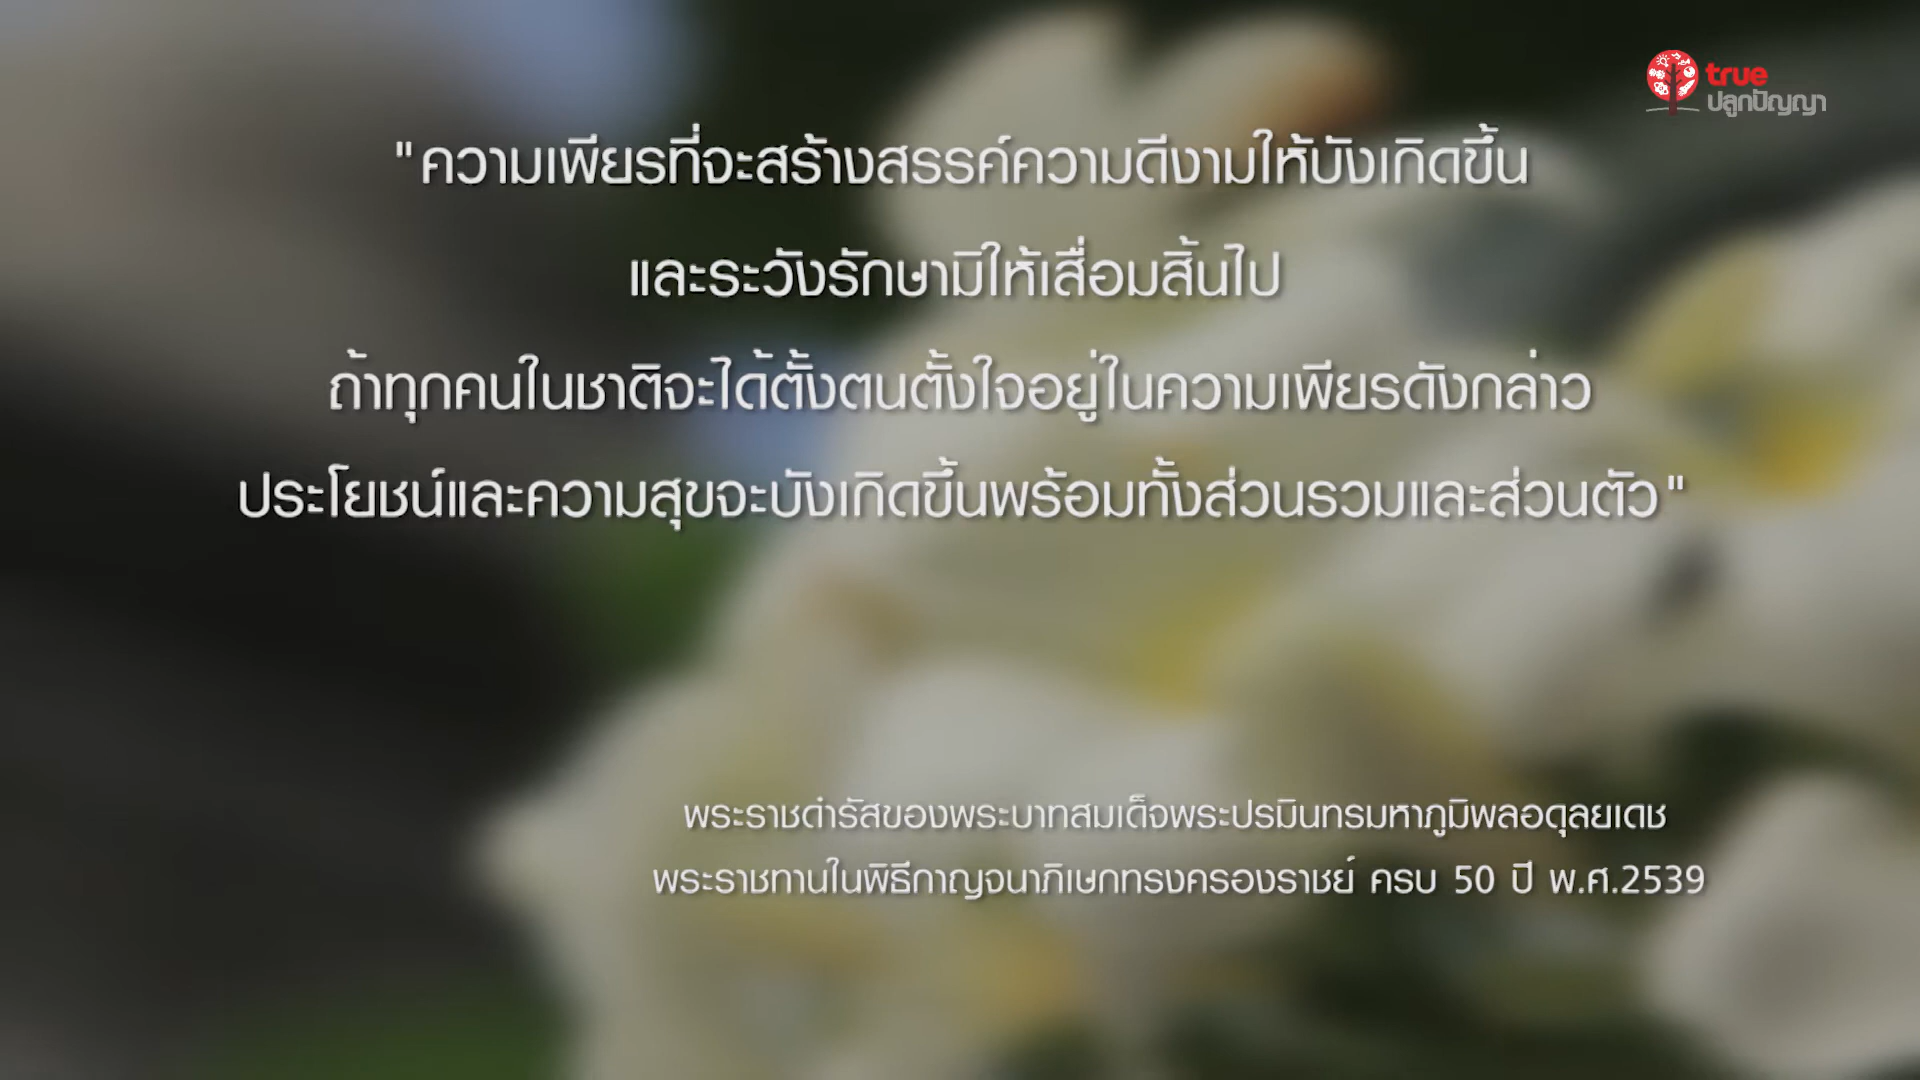 true
ปลูกปัญญา
"ความเพียรที่จะสร้างสรรค์ความดีงามให้บังเกิดขึ้น
และระวังรักษามิให้เสื่อมสิ้นไป
ถ้าทุกคนในชาติจะได้ตั้งตนตั้งใจอยู่ในความเพียรดังกล่าว
ประโยชน์และความสุขจะบังเกิดขึ้นพร้อมทั้งส่วนรวมและส่วนตัว"
พระราชดำรัสของพระบาทสมเด็จพระปรมินทรมหาภูมิพลอดุลยเดช
พระราชทานในพิธีกาญจนาภิเษกทรงครองราชย์ ครบ 50 ปี พ.ศ.2539